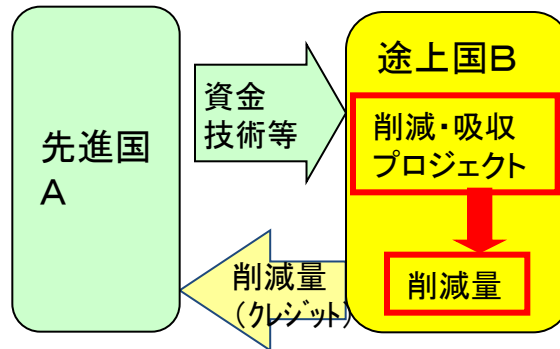 先進国
A
資金
技術等
途上国B
削減・吸収
プロジェクト
削減量
削減量
(クレジット)